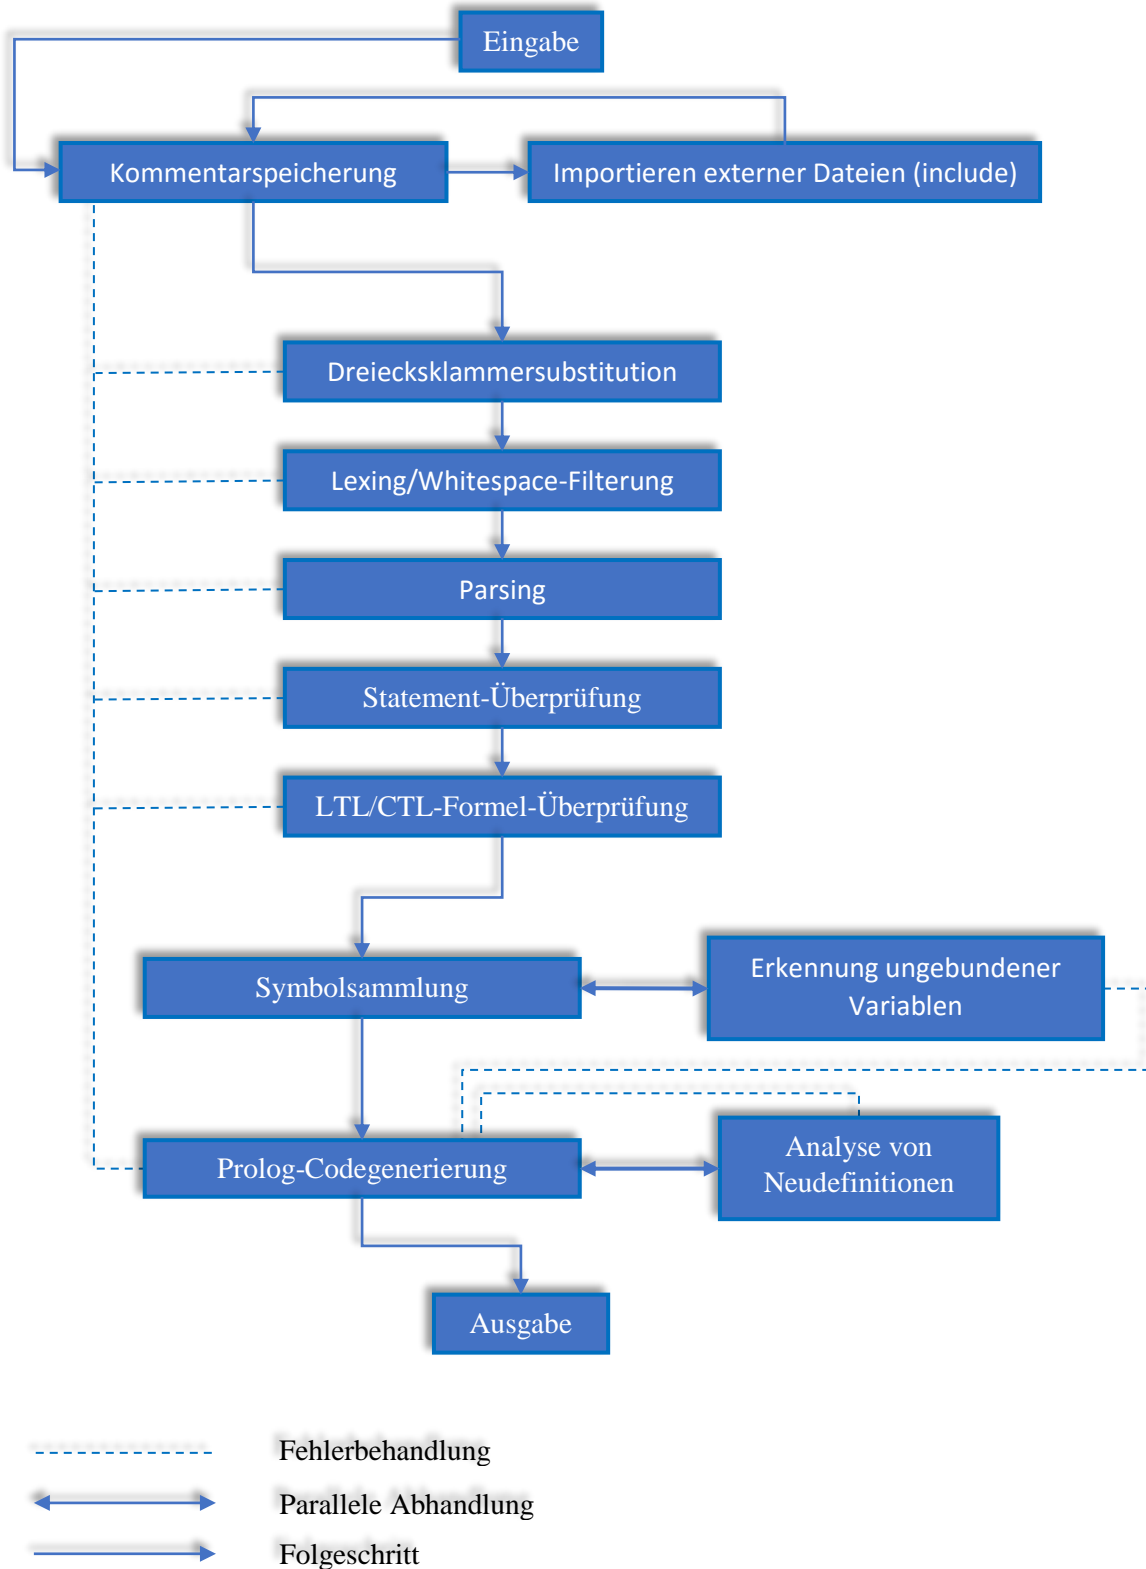 Eingabe
Kommentarspeicherung
Importieren externer Dateien (include)
Dreiecksklammersubstitution
Lexing/Whitespace-Filterung
Parsing
Statement-Überprüfung
LTL/CTL-Formel-Überprüfung
Symbolsammlung
Erkennung ungebundener
Variablen
Prolog-Codegenerierung
Analyse von
Neudefinitionen
Ausgabe
Fehlerbehandlung
Parallele Abhandlung
Folgeschritt